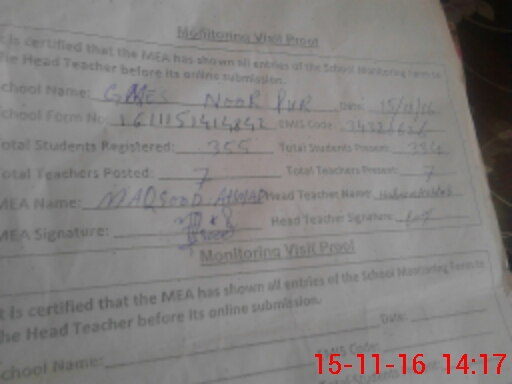 Monitoring Visit Proof
t is certified that the MEA has shown all entries of the School Monitoring Form to
the Head Teacher before its online submission.
School Name: GMES NOOR PUR Date: 15/11/16
School Form No EMIS Code
Total Students Registered: 355 Total Students Present:
Total Teachers Posted: 7 Total Teachers Present: 7
MEA Name: MAQSOOD AHMAD Head Teacher Name:
MEA Signature: Head Teacher Signature:
Monitoring Visit Proof
It is certified that the MEA has shown all entries of the School Monitoring Form to
the Head Teacher before its online submission.
Date:
School Name: EMIS Code:
15-11-16 14:17